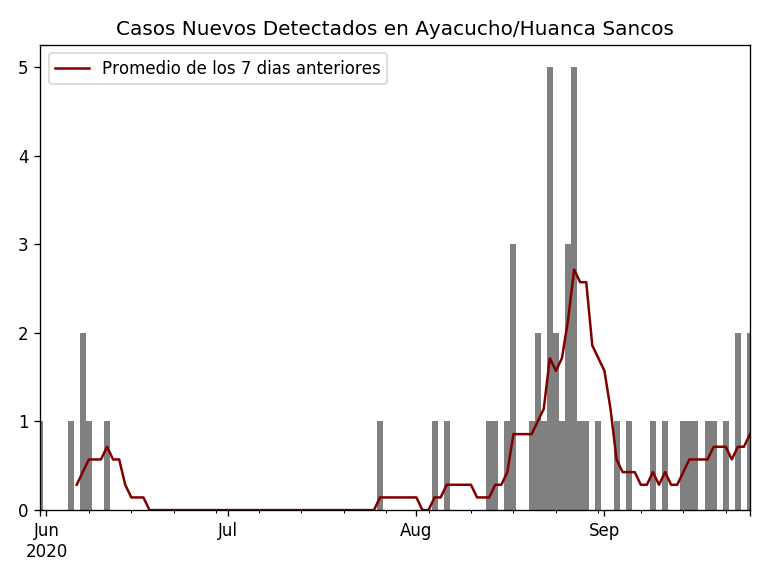 Casos Nuevos Detectados en Ayacucho/Huanca Sancos
Promedio de los 7 dias anteriores
5
4
3
2
1
0
Jun Jul Aug Sep
2020